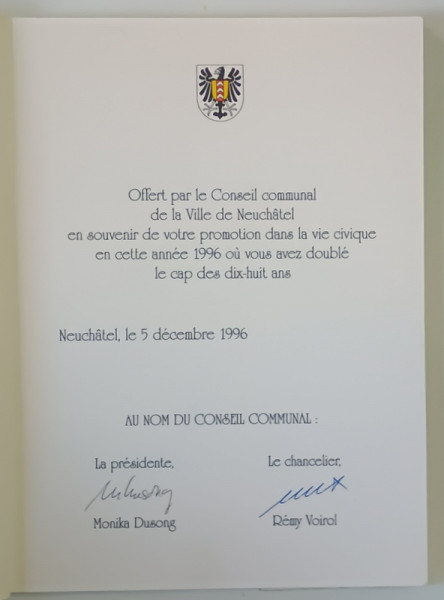 Offert par le Conseil communal
de la Ville de Neuchâtel
en souvenir de votre promotion dans la vie civique
en cette année 1996 où vous avez doublé
le cap des dix-huit ans
Neuchâtel, le 5 décembre 1996
AU NOM DU CONSEIL COMMUNAL :
La présidente, Le chancelier,
Monika Dusong Rémy Voirol